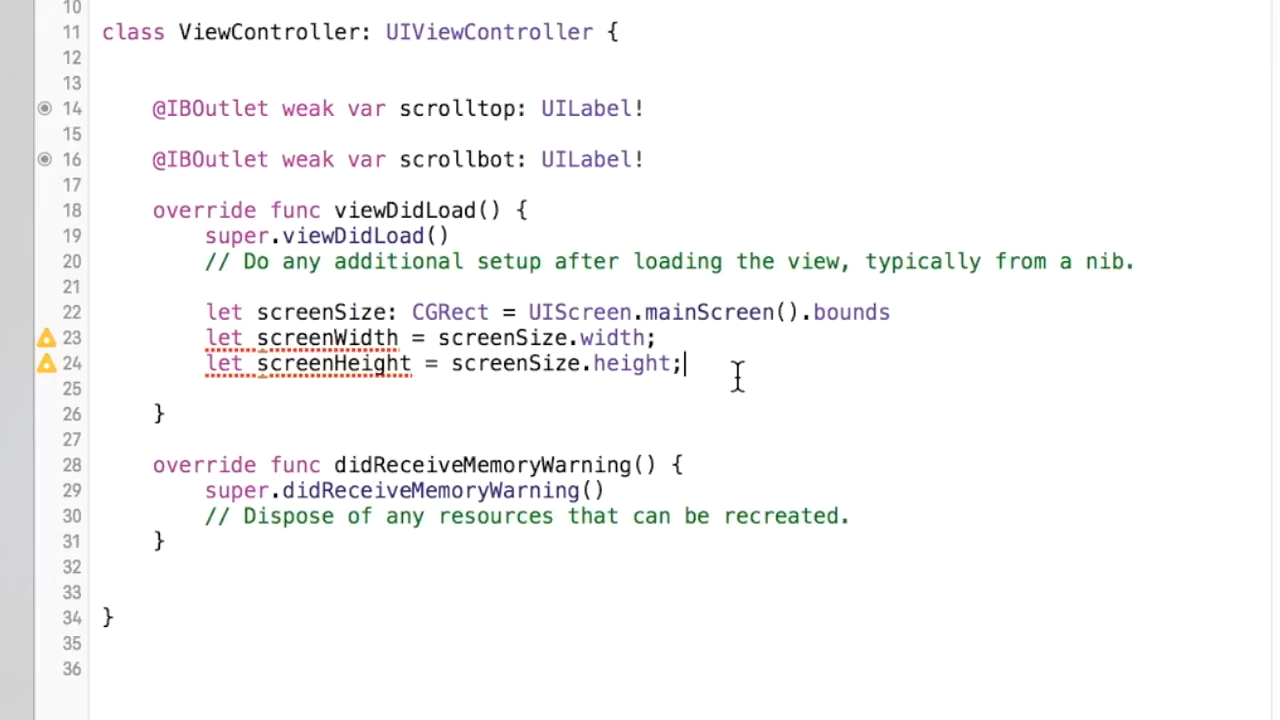 10
11 class ViewController: UIViewController {
12
13
14 @IBOutlet weak var scrolltop: UILabel!
15
16 @IBOutlet weak var scrollbot: UILabel!
17
18 override func viewDidLoad() {
19 super.viewDidLoad()
20 // Do any additional setup after loading the view, typically from a nib.
21
22 let screenSize: CGRect = UIScreen.mainScreen().bounds
23 let screenWidth = screenSize.width;
24 let screenHeight = screenSize.height;
25
26 }
27
28 override func didReceiveMemoryWarning() {
29 super.didReceiveMemoryWarning()
30 // Dispose of any resources that can be recreated.
31 }
32
33
34 }
35
36